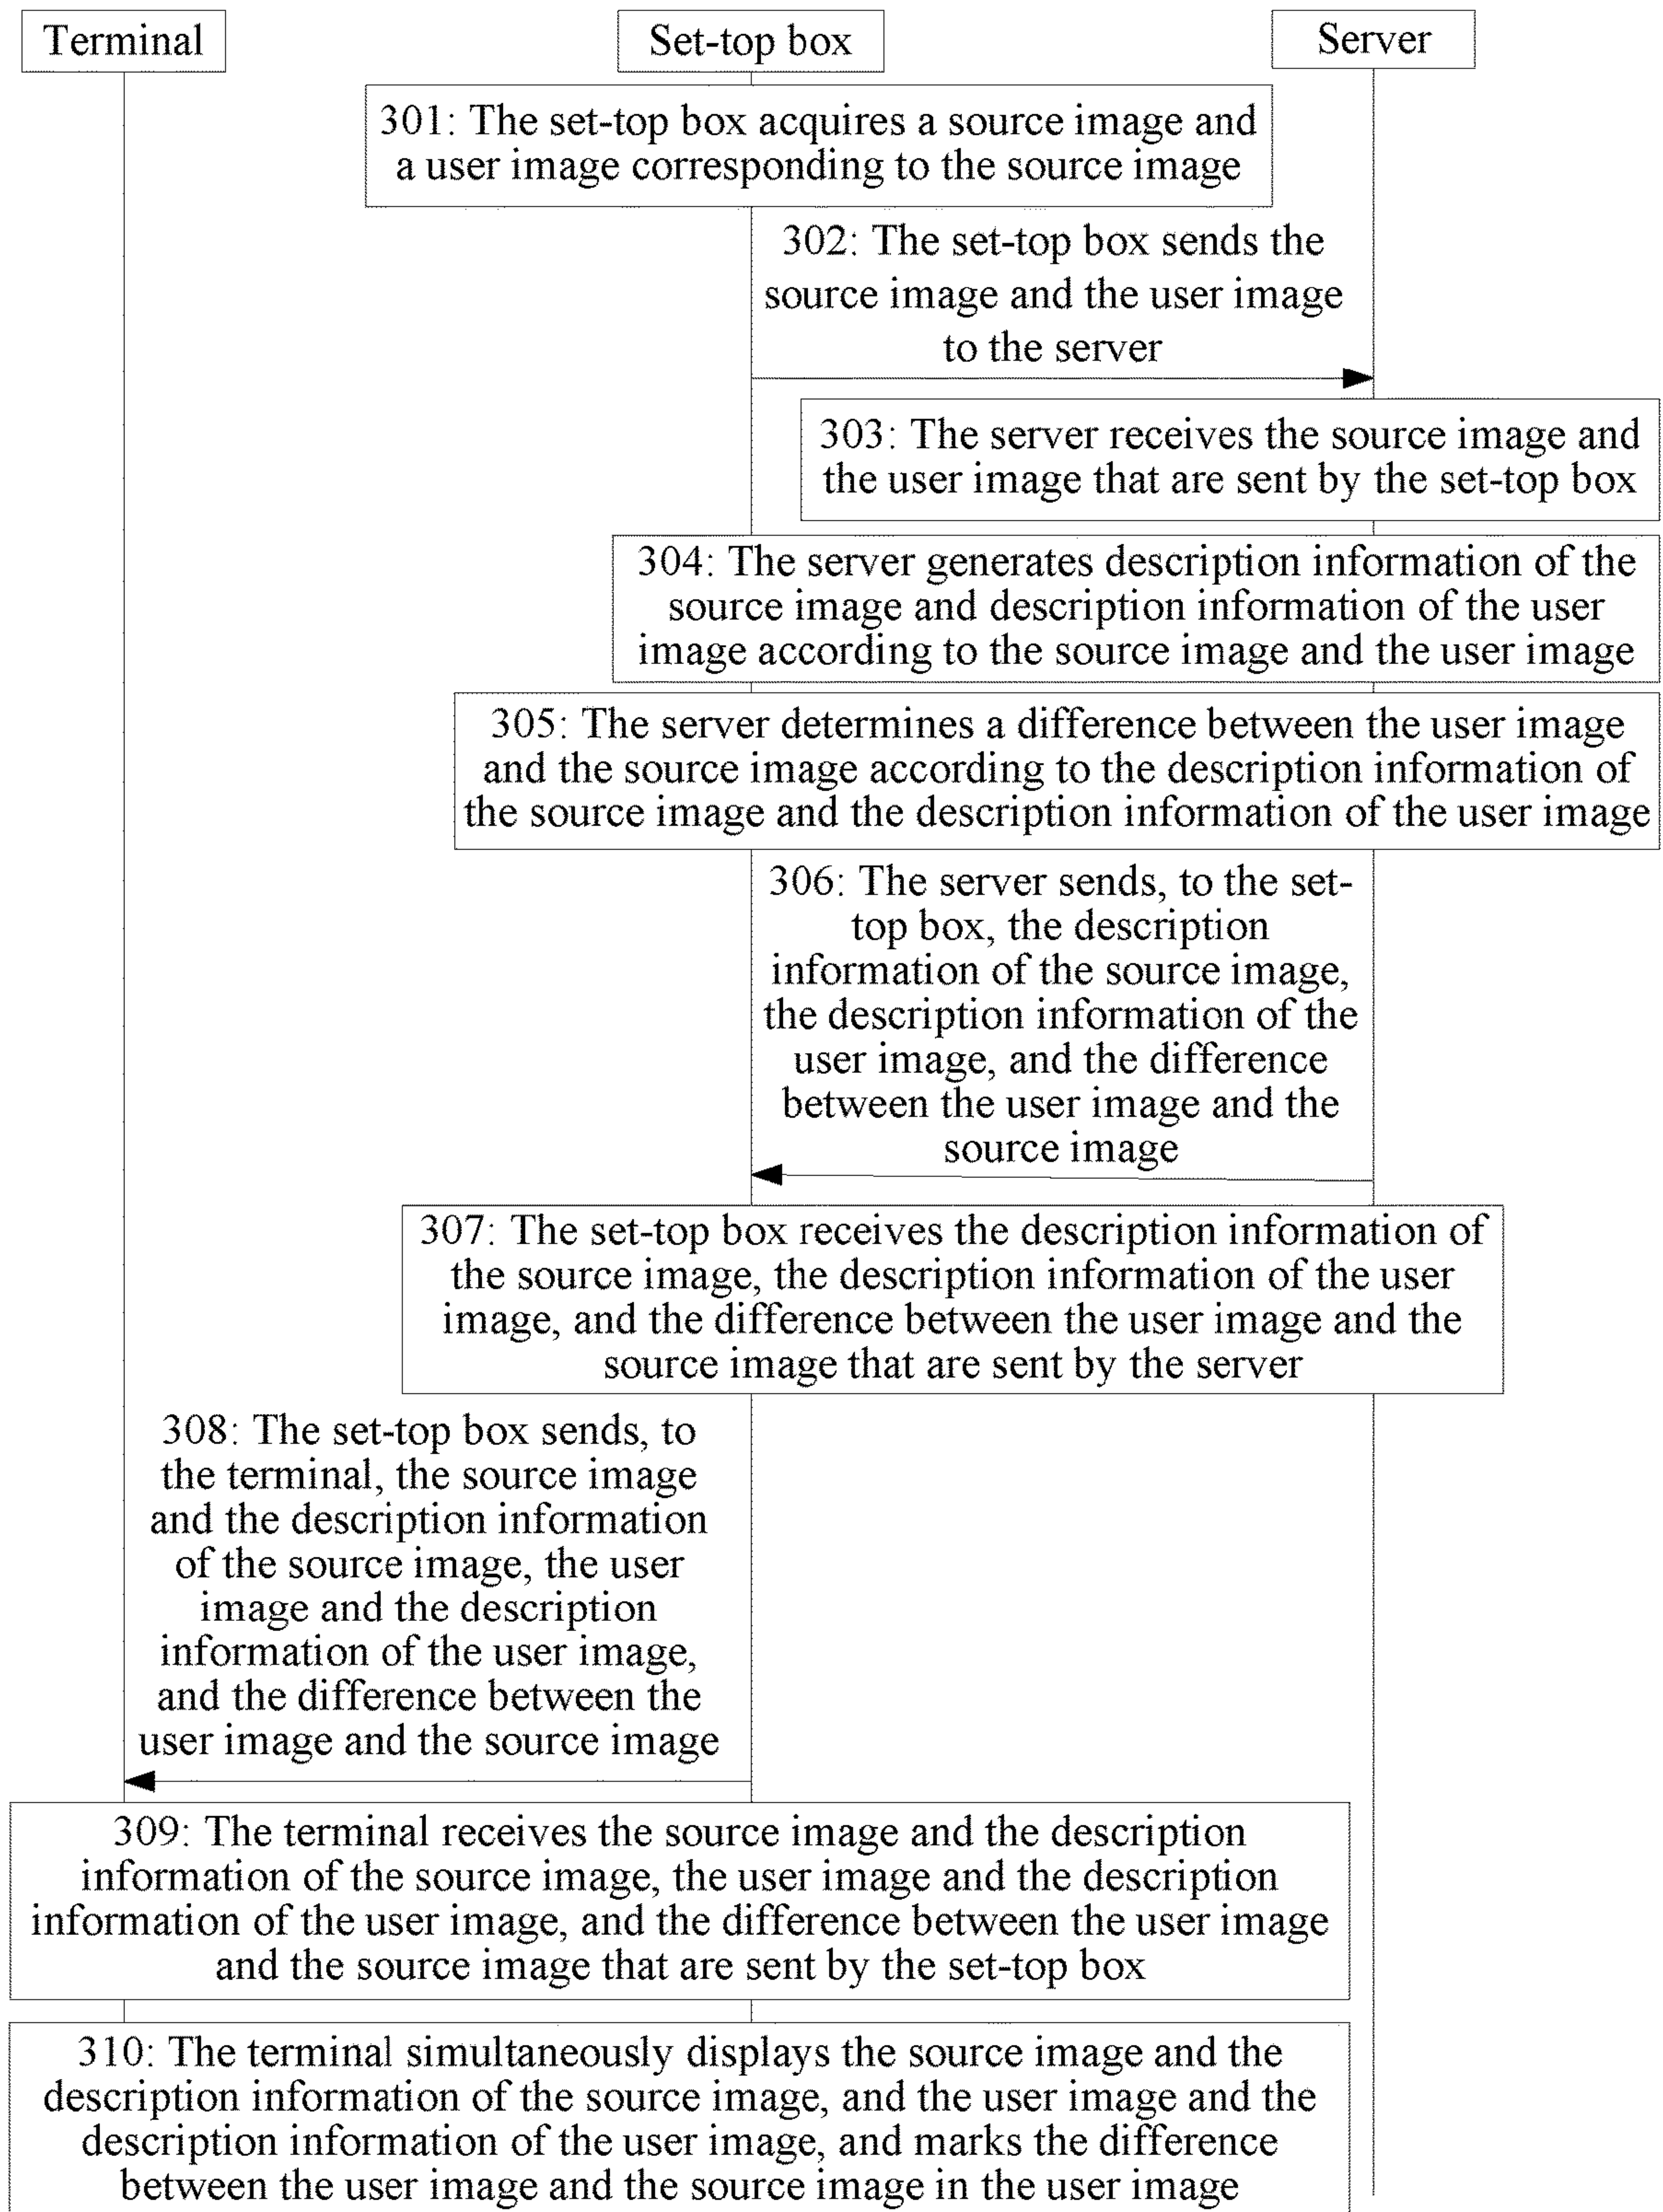 Terminal
Set-top box
Server
301: The set-top box acquires a source image and
a user image corresponding to the source image
302: The set-top box sends the
source image and the user image
to the server
303: The server receives the source image and
the user image that are sent by the set-top box
304: The server generates description information of the
source image and description information of the user
image according to the source image and the user image
305: The server determines a difference between the user image
and the source image according to the description information of
the source image and the description information of the user image
306: The server sends, to the set-
top box, the description
information of the source image,
the description information of the
user image, and the difference
between the user image and the
source image
307: The set-top box receives the description information of
the source image, the description information of the user
image, and the difference between the user image and the
source image that are sent by the server
308: The set-top box sends, to
the terminal, the source image
and the description information
of the source image, the user
image and the description
information of the user image,
and the difference between the
user image and the source image
309: The terminal receives the source image and the description
information of the source image, the user image and the description
information of the user image, and the difference between the user image
and the source image that are sent by the set-top box
310: The terminal simultaneously displays the source image and the
description information of the source image, and the user image and the
description information of the user image, and marks the difference
between the user image and the source image in the user image